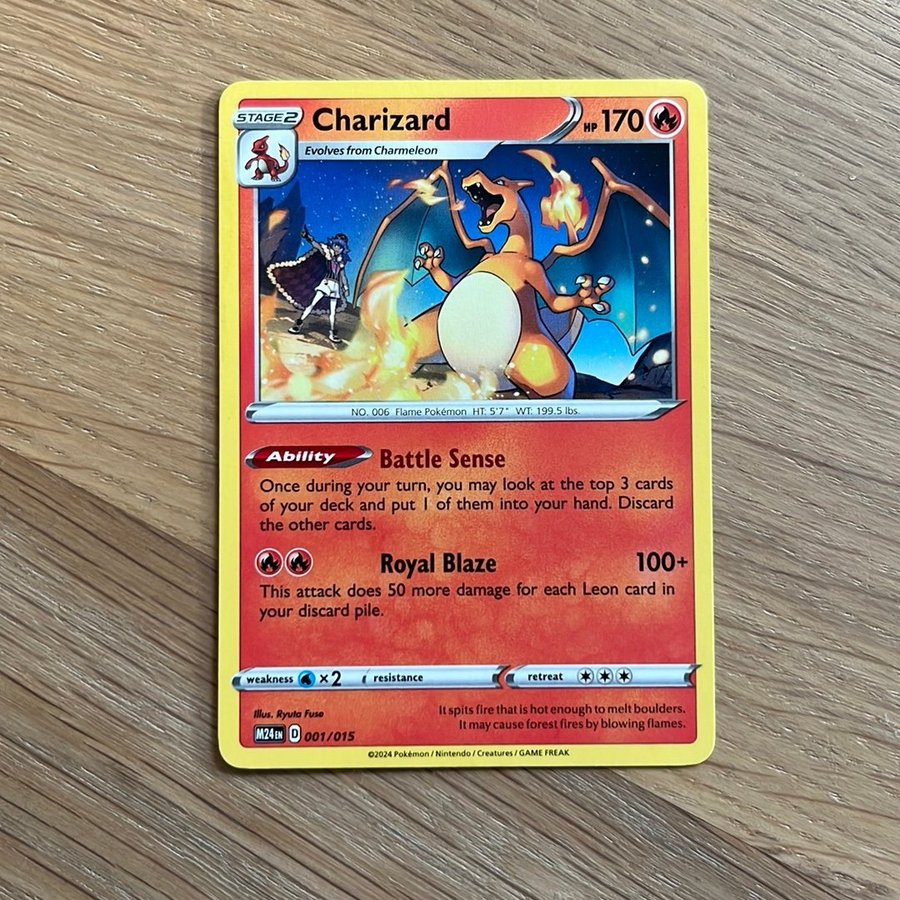 STAGE2 Charizard HP 170
Evolves from Charmeleon
NO. 006 Flame Pokémon HT: 5'7" WT: 199.5 lbs.
Ability Battle Sense
Once during your turn, you may look at the top 3 cards
of your deck and put 1 of them into your hand. Discard
the other cards.
Royal Blaze 100+
This attack does 50 more damage for each Leon card in
your discard pile.
weakness ×2 resistance retreat
Illus. Ryuta Fuse
It spits fire that is hot enough to melt boulders.
It may cause forest fires by blowing flames.
M24 EN D 001/015
©2024 Pokémon / Nintendo / Creatures / GAME FREAK